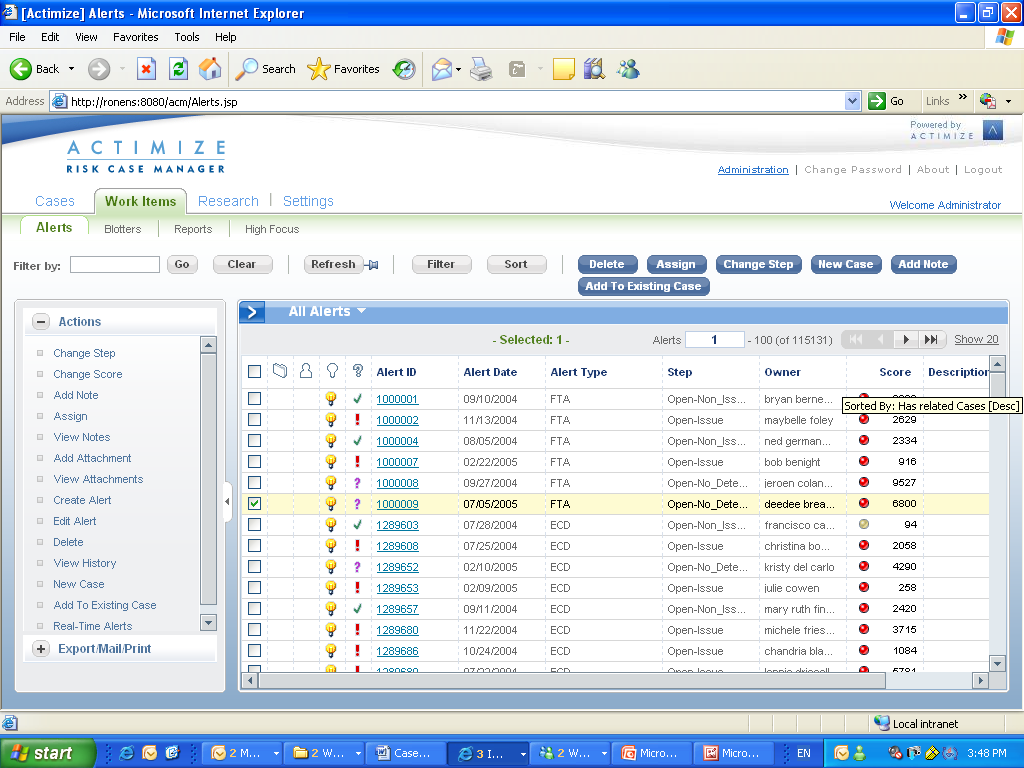 [Actimize] Alerts - Microsoft Internet Explorer
File Edit View Favorites Tools Help
Back Search Favorites
Address http://ronens:8080/acm/Alerts.jsp Go Links »
Powered by
ACTIMIZE
ACTIMIZE
RISK CASE MANAGER
Administration | Change Password | About | Logout
Cases Work Items Research | Settings
Welcome Administrator
Alerts Blotters Reports High Focus
Filter by: Go Clear Refresh Filter Sort Delete Assign Change Step New Case Add Note
Add To Existing Case
Actions
Change Step
Change Score
Add Note
Assign
View Notes
Add Attachment
View Attachments
Create Alert
Edit Alert
Delete
View History
New Case
Add To Existing Case
Real-Time Alerts
Export/Mail/Print
All Alerts
- Selected: 1 - Alerts 1 - 100 (of 115131) Show 20
? Alert ID Alert Date Alert Type Step Owner Score Description
1000001 09/10/2004 FTA Open-Non_Iss... bryan berne...
Sorted By: Has related Cases [Desc]
! 1000002 11/13/2004 FTA Open-Issue maybelle foley 2629
1000004 08/05/2004 FTA Open-Non_Iss... ned german... 2334
! 1000007 02/22/2005 FTA Open-Issue bob benight 916
? 1000008 09/27/2004 FTA Open-No_Dete... jeroen colan... 9527
? 1000009 07/05/2005 FTA Open-No_Dete... deedee brea... 6800
1289603 07/28/2004 ECD Open-Non_Iss... francisco ca... 94
! 1289608 07/25/2004 ECD Open-Issue christina bo... 2058
? 1289652 02/10/2005 ECD Open-No_Dete... kristy del carlo 4290
! 1289653 02/09/2005 ECD Open-Issue julie cowen 258
1289657 09/11/2004 ECD Open-Non_Iss... mary ruth fin... 2420
! 1289680 11/22/2004 ECD Open-Issue michele fries... 3715
! 1289686 10/24/2004 ECD Open-Issue chandria bla... 1084
Local intranet
start 2 M... 2 W... Case... 3 I... 2 W... Micro... Micro... EN 3:48 PM